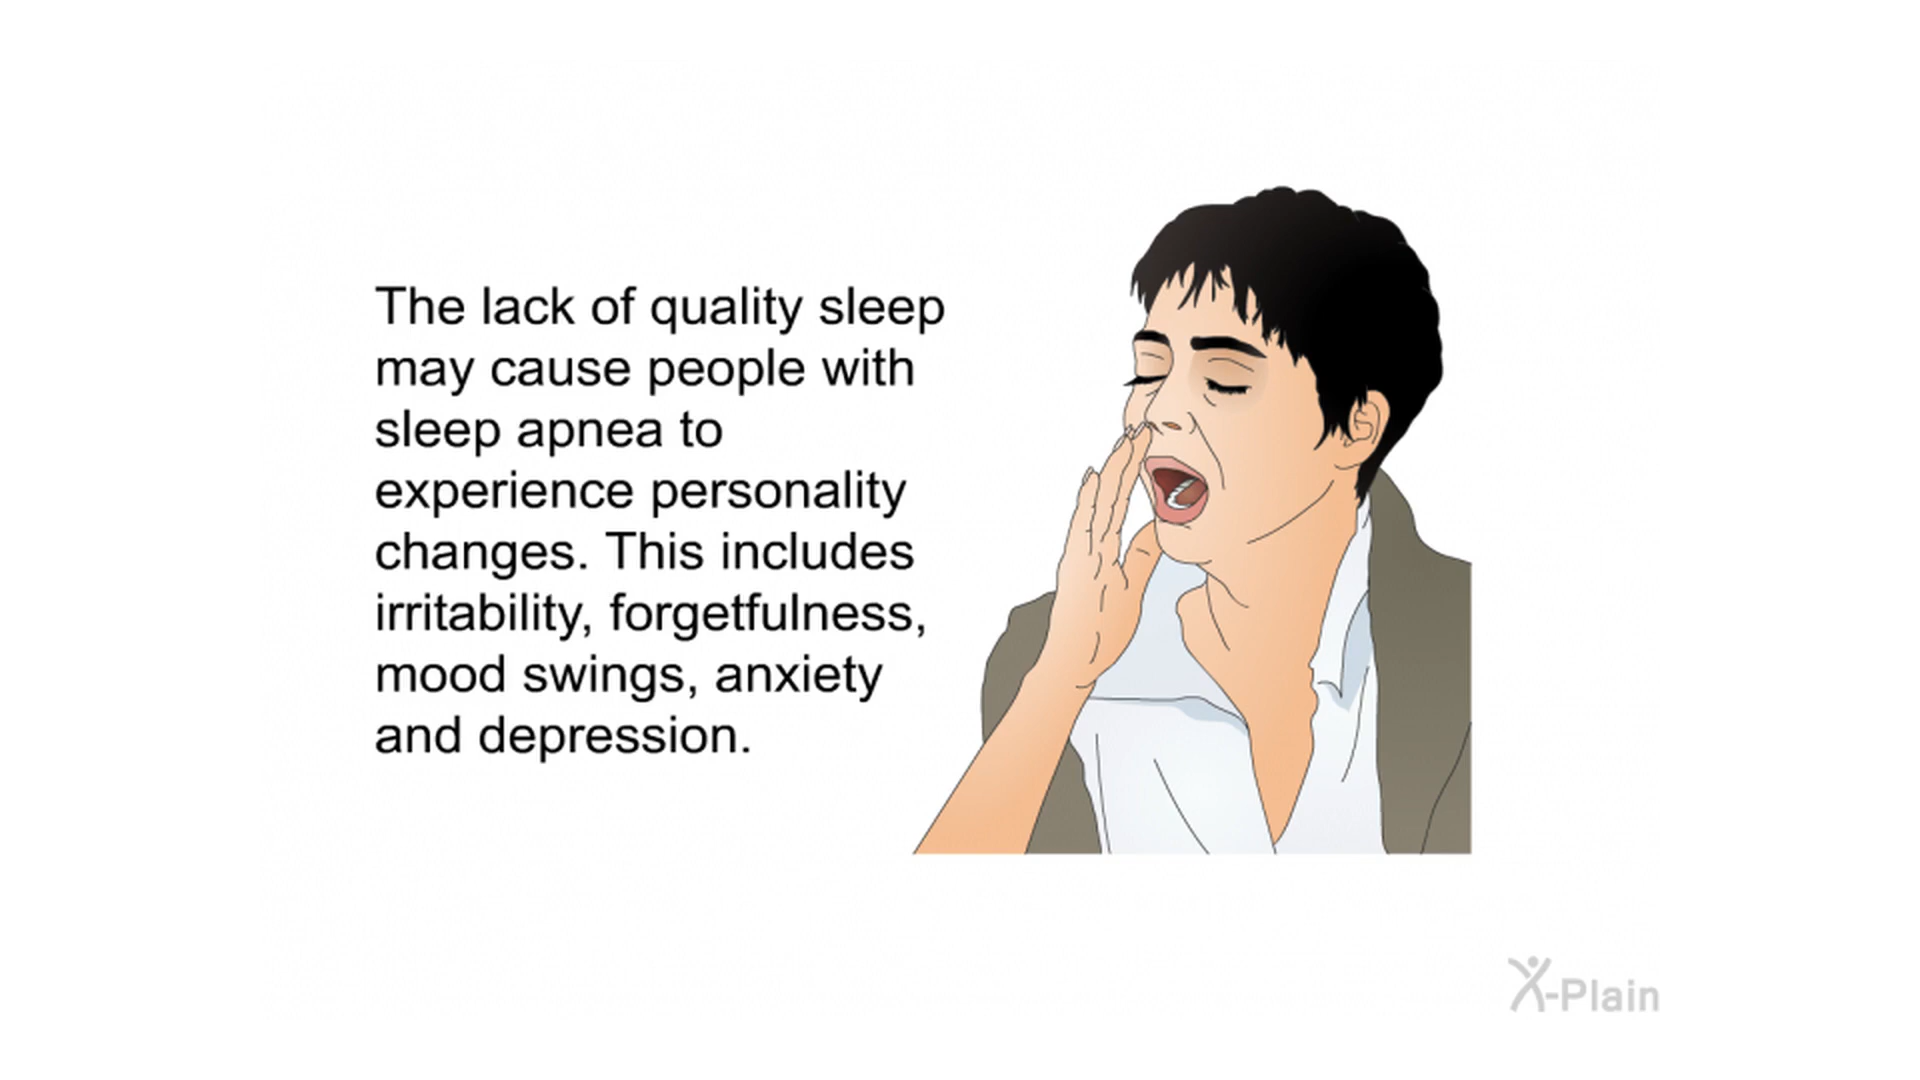 The lack of quality sleep
may cause people with
sleep apnea to
experience personality
changes. This includes
irritability, forgetfulness,
mood swings, anxiety
and depression.
X-Plain